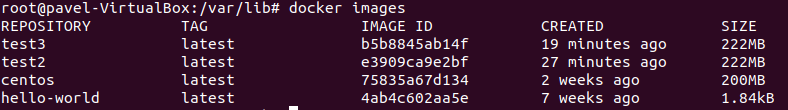 root@pavel-VirtualBox:/var/lib# docker images
REPOSITORY TAG IMAGE ID CREATED SIZE
test3 latest b5b8845ab14f 19 minutes ago 222MB
test2 latest e3909ca9e2bf 27 minutes ago 222MB
centos latest 75835a67d134 2 weeks ago 200MB
hello-world latest 4ab4c602aa5e 7 weeks ago 1.84kB